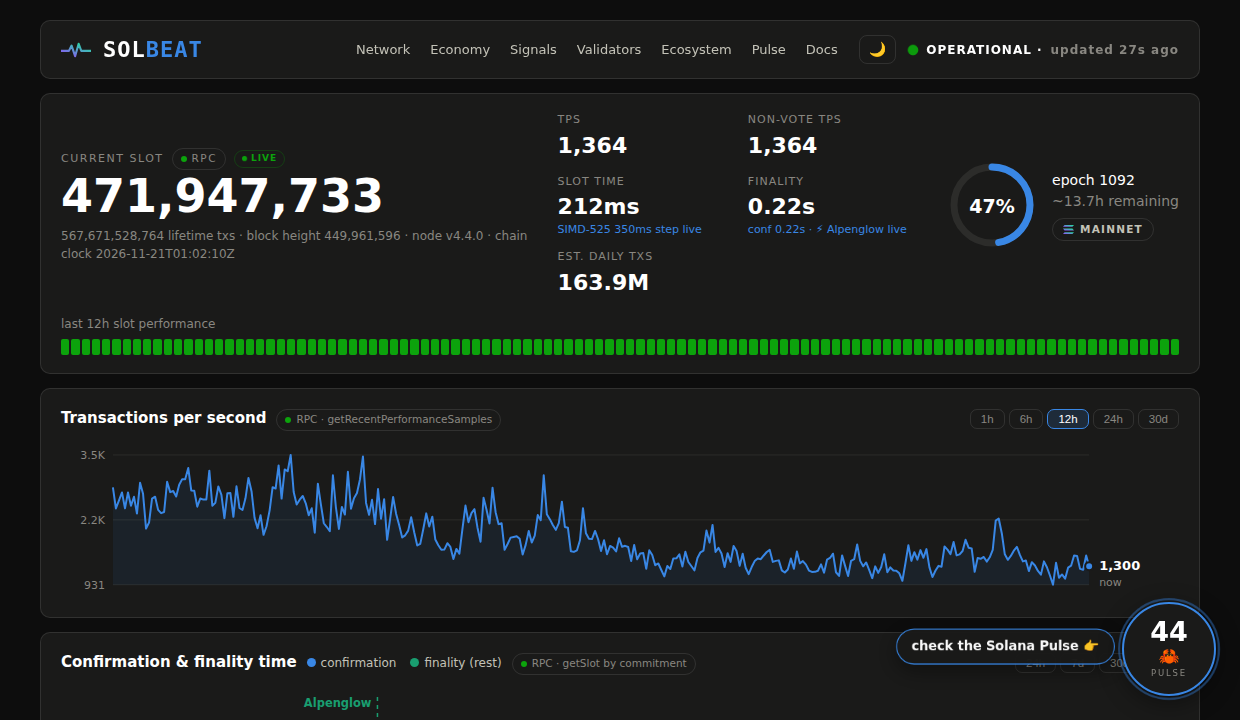 SOLBEAT
Network Economy Signals Validators Ecosystem Pulse Docs
OPERATIONAL · updated 27s ago
CURRENT SLOT RPC LIVE
471,947,733
567,671,528,764 lifetime txs · block height 449,961,596 · node v4.4.0 · chain
clock 2026-11-21T01:02:10Z
TPS
1,364
NON-VOTE TPS
1,364
SLOT TIME
212ms
SIMD-525 350ms step live
FINALITY
0.22s
conf 0.22s · ⚡ Alpenglow live
EST. DAILY TXS
163.9M
47%
epoch 1092
~13.7h remaining
MAINNET
last 12h slot performance
Transactions per second RPC · getRecentPerformanceSamples
1h 6h 12h 24h 30d
3.5K
2.2K
931
1,300
now
Confirmation & finality time confirmation finality (rest) RPC · getSlot by commitment
Alpenglow
check the Solana Pulse 👉
44
PULSE